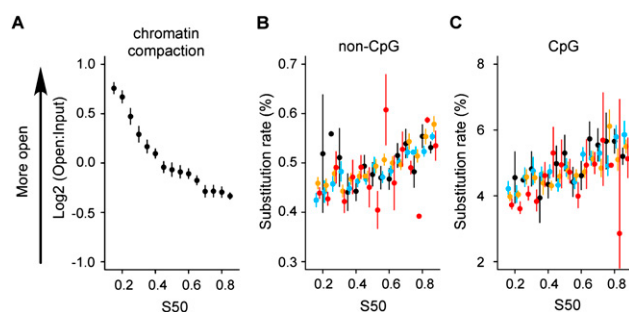 A
chromatin
compaction
More open
Log2 (Open:Input)
1.0
0.5
0.0
-0.5
-1.0
0.2 0.4 0.6 0.8
S50
B
non-CpG
Substitution rate (%)
0.7
0.6
0.5
0.4
0.3
0.2 0.4 0.6 0.8
S50
C
CpG
Substitution rate (%)
8
6
4
2
0.2 0.4 0.6 0.8
S50